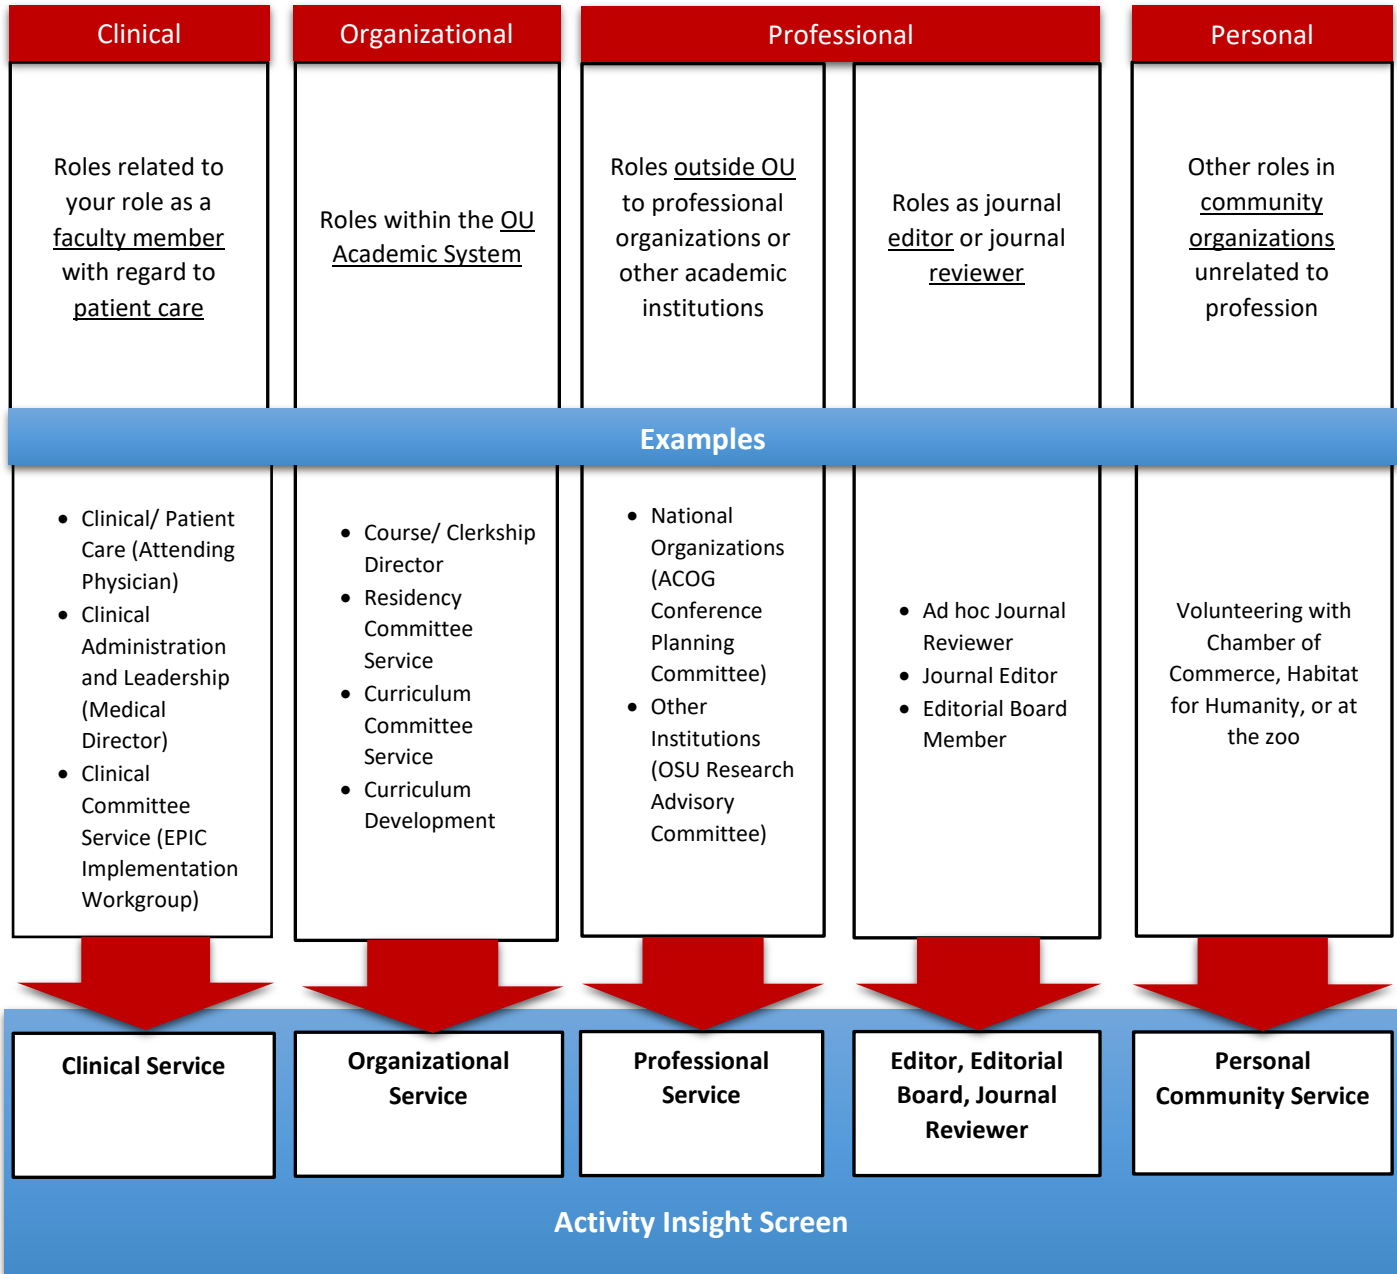 Clinical
Organizational
Professional
Personal
Roles related to
your role as a
faculty member
with regard to
patient care
Roles within the OU
Academic System
Roles outside OU
to professional
organizations or
other academic
institutions
Roles as journal
editor or journal
reviewer
Other roles in
community
organizations
unrelated to
profession
Examples
• Clinical/ Patient
Care (Attending
Physician)
• Clinical
Administration
and Leadership
(Medical
Director)
• Clinical
Committee
Service (EPIC
Implementation
Workgroup)
• Course/ Clerkship
Director
• Residency
Committee
Service
• Curriculum
Committee
Service
• Curriculum
Development
• National
Organizations
(ACOG
Conference
Planning
Committee)
• Other
Institutions
(OSU Research
Advisory
Committee)
• Ad hoc Journal
Reviewer
• Journal Editor
• Editorial Board
Member
Volunteering with
Chamber of
Commerce, Habitat
for Humanity, or at
the zoo
Clinical Service
Organizational
Service
Professional
Service
Editor, Editorial
Board, Journal
Reviewer
Personal
Community Service
Activity Insight Screen